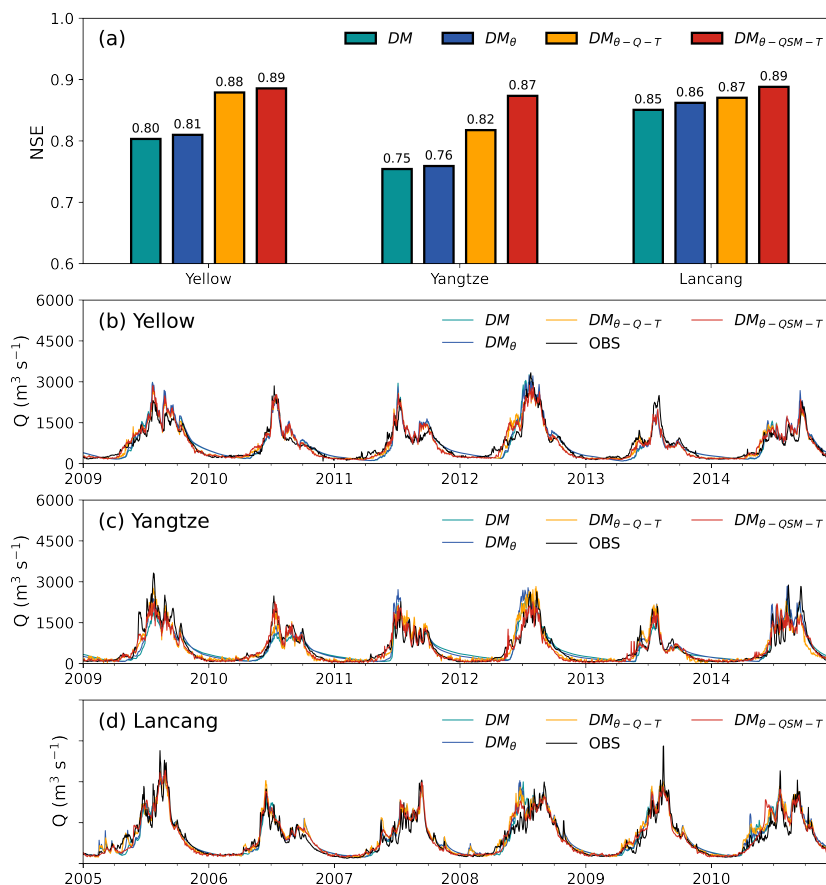 (a) DM DMθ DMθ−Q−T DMθ−QSM−T
1.0
0.9
0.8
0.7
0.6
NSE
0.80 0.81 0.88 0.89
0.75 0.76 0.82 0.87
0.85 0.86 0.87 0.89
Yellow Yangtze Lancang
(b) Yellow
DM DMθ−Q−T DMθ−QSM−T
DMθ OBS
6000
4500
3000
1500
0
Q (m³ s⁻¹)
2009 2010 2011 2012 2013 2014
(c) Yangtze
DM DMθ−Q−T DMθ−QSM−T
DMθ OBS
6000
4500
3000
1500
0
Q (m³ s⁻¹)
2009 2010 2011 2012 2013 2014
(d) Lancang
DM DMθ−Q−T DMθ−QSM−T
DMθ OBS
Q (m³ s⁻¹)
2005 2006 2007 2008 2009 2010